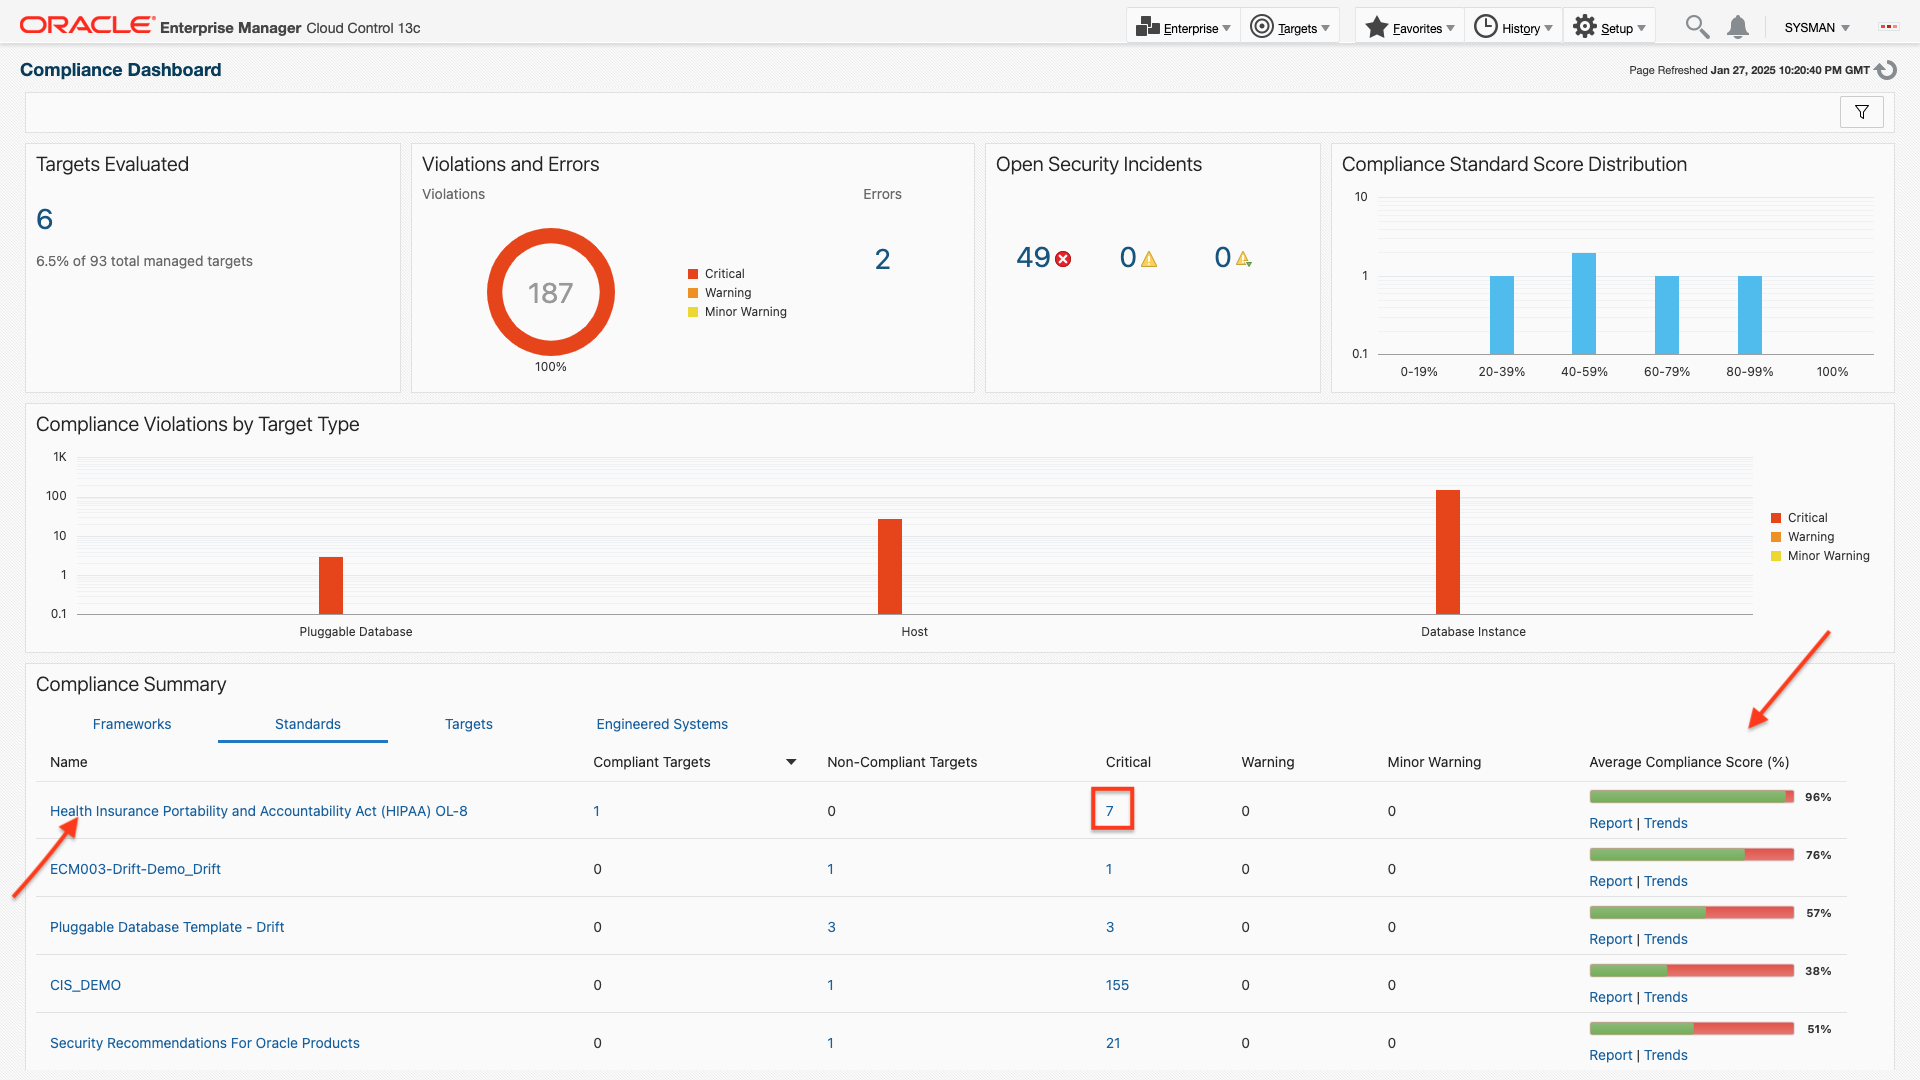 ORACLE Enterprise Manager Cloud Control 13c
Enterprise
Targets
Favorites
History
Setup
SYSMAN
Compliance Dashboard
Page Refreshed Jan 27, 2025 10:20:40 PM GMT
Targets Evaluated
6
6.5% of 93 total managed targets
Violations and Errors
Violations
Errors
187
100%
Critical
Warning
Minor Warning
2
Open Security Incidents
49
0
0
Compliance Standard Score Distribution
10
1
0.1
0-19%
20-39%
40-59%
60-79%
80-99%
100%
Compliance Violations by Target Type
1K
100
10
1
0.1
Pluggable Database
Host
Database Instance
Critical
Warning
Minor Warning
Compliance Summary
Frameworks
Standards
Targets
Engineered Systems
Name Compliant Targets Non-Compliant Targets Critical Warning Minor Warning Average Compliance Score (%)
Health Insurance Portability and Accountability Act (HIPAA) OL-8 1 0 7 0 0 96%
Report | Trends
ECM003-Drift-Demo_Drift 0 1 1 0 0 76%
Report | Trends
Pluggable Database Template - Drift 0 3 3 0 0 57%
Report | Trends
CIS_DEMO 0 1 155 0 0 38%
Report | Trends
Security Recommendations For Oracle Products 0 1 21 0 0 51%
Report | Trends